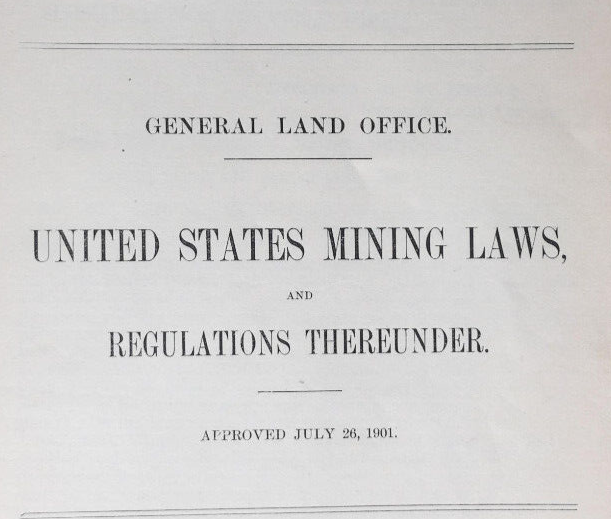 GENERAL LAND OFFICE.
UNITED STATES MINING LAWS,
AND
REGULATIONS THEREUNDER.
APPROVED JULY 26, 1901.